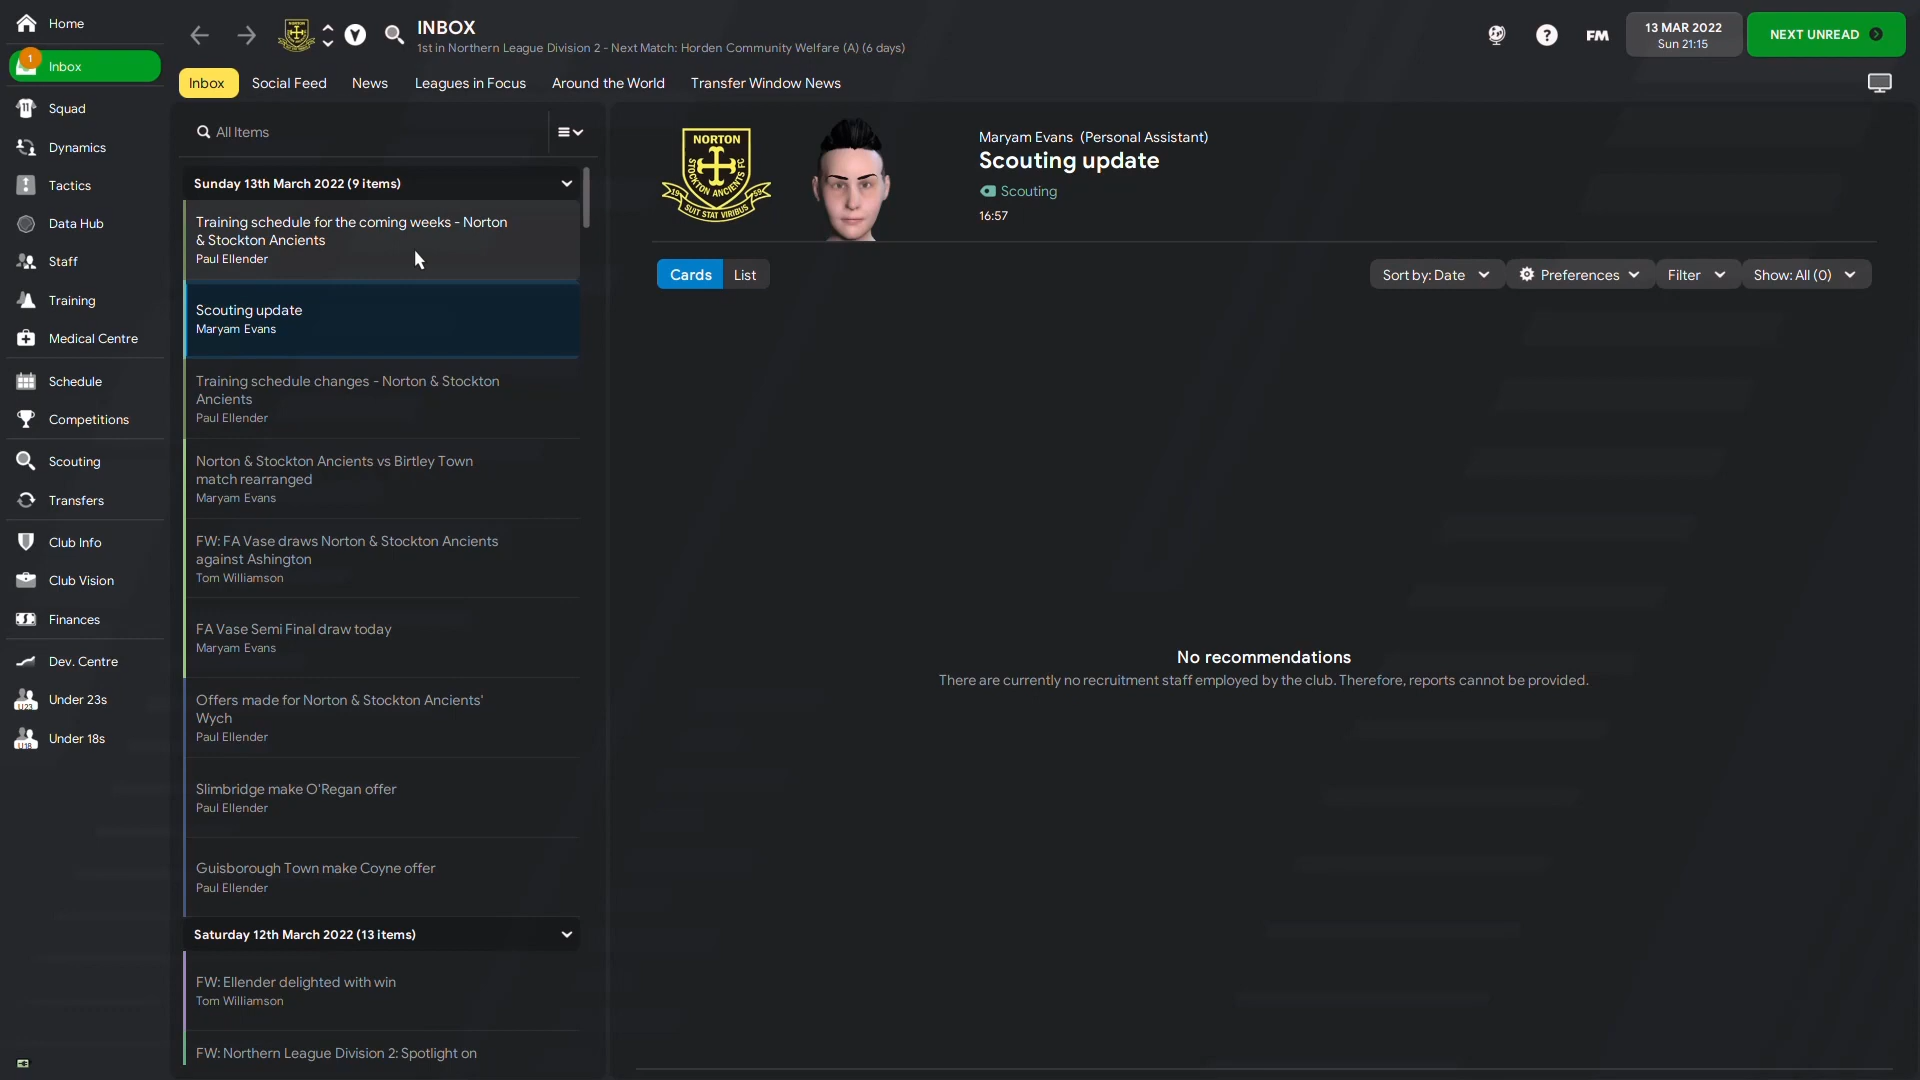 Home
1
Inbox
Squad
Dynamics
Tactics
Data Hub
Staff
Training
Medical Centre
Schedule
Competitions
Scouting
Transfers
Club Info
Club Vision
Finances
Dev. Centre
U23
Under 23s
U18
Under 18s
INBOX
1st in Northern League Division 2 - Next Match: Horden Community Welfare (A) (6 days)
FM
13 MAR 2022
Sun 21:15
NEXT UNREAD
Inbox
Social Feed
News
Leagues in Focus
Around the World
Transfer Window News
All Items
Sunday 13th March 2022 (9 items)
Training schedule for the coming weeks - Norton
& Stockton Ancients
Paul Ellender
Scouting update
Maryam Evans
Training schedule changes - Norton & Stockton
Ancients
Paul Ellender
Norton & Stockton Ancients vs Birtley Town
match rearranged
Maryam Evans
FW: FA Vase draws Norton & Stockton Ancients
against Ashington
Tom Williamson
FA Vase Semi Final draw today
Maryam Evans
Offers made for Norton & Stockton Ancients'
Wych
Paul Ellender
Slimbridge make O'Regan offer
Paul Ellender
Guisborough Town make Coyne offer
Paul Ellender
Saturday 12th March 2022 (13 items)
FW: Ellender delighted with win
Tom Williamson
FW: Northern League Division 2: Spotlight on
NORTON
STOCKTON ANCIENTS FC
19 59
SUIT STAT VIRIBUS
Maryam Evans (Personal Assistant)
Scouting update
Scouting
16:57
Cards
List
Sort by: Date
Preferences
Filter
Show: All (0)
No recommendations
There are currently no recruitment staff employed by the club. Therefore, reports cannot be provided.